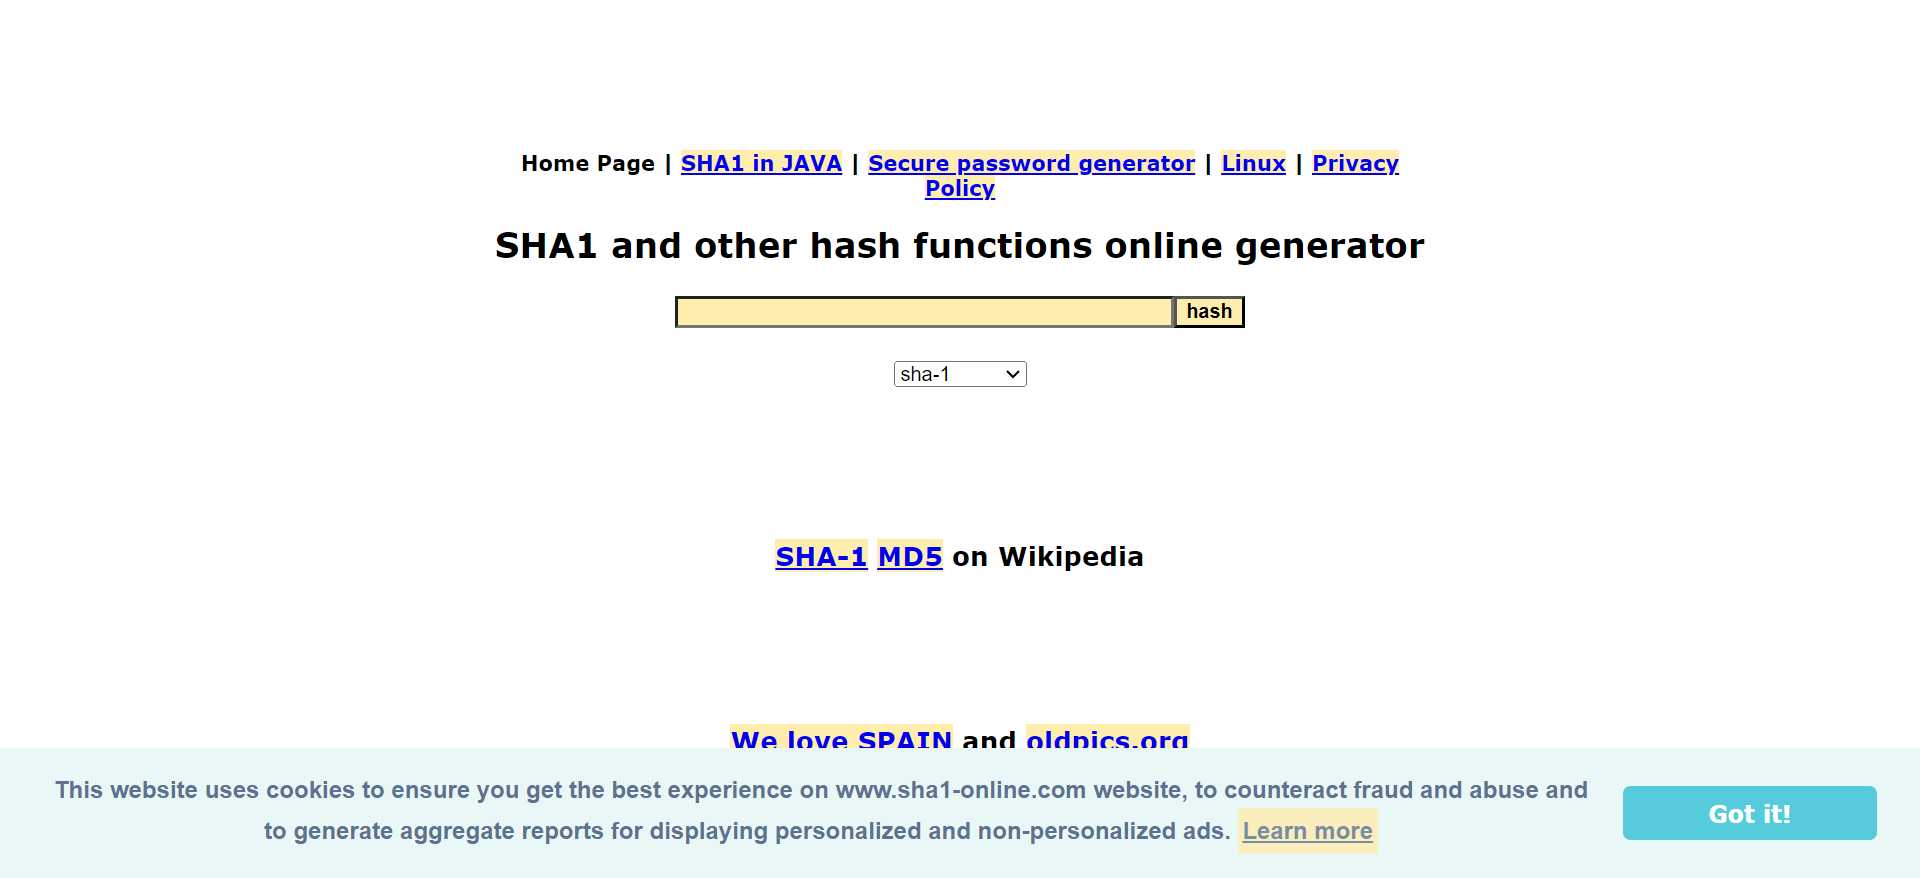 Home Page | SHA1 in JAVA | Secure password generator | Linux | Privacy
Policy
SHA1 and other hash functions online generator
hash
sha-1
SHA-1 MD5 on Wikipedia
We love SPAIN and oldpics.org
This website uses cookies to ensure you get the best experience on www.sha1-online.com website, to counteract fraud and abuse and
to generate aggregate reports for displaying personalized and non-personalized ads. Learn more
Got it!